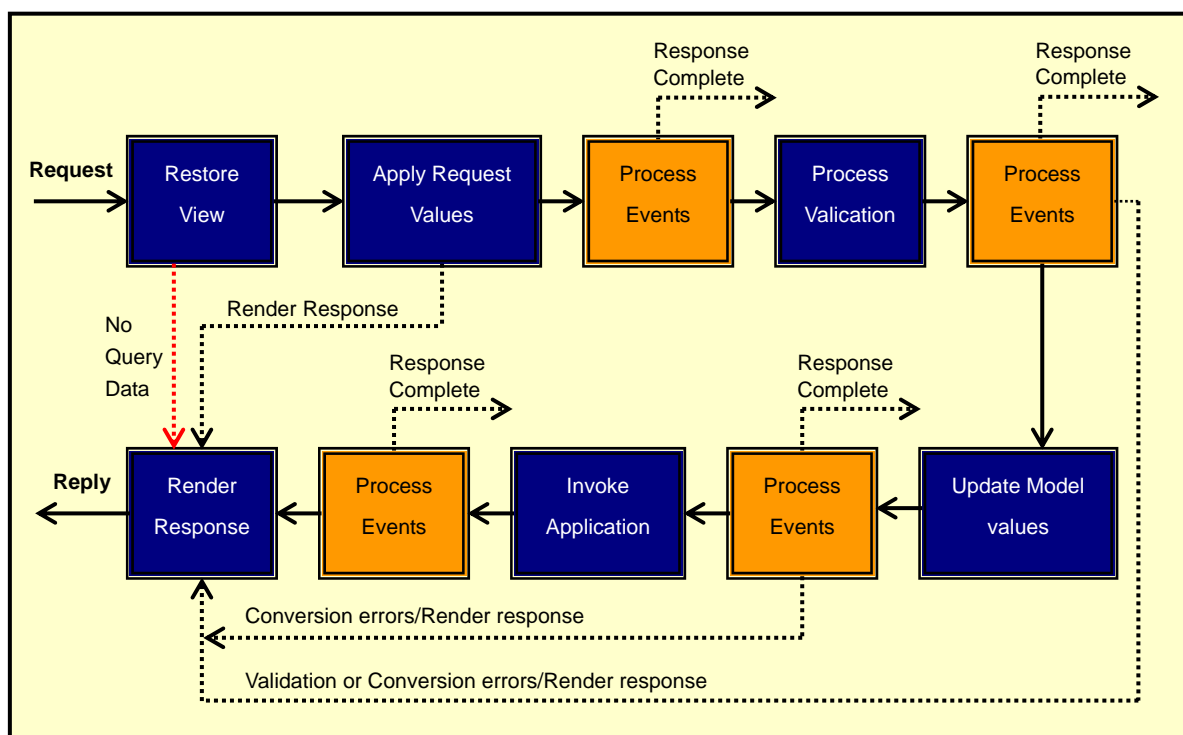 Response
Complete
Response
Complete
Request
Restore
View
Apply Request
Values
Process
Events
Process
Valication
Process
Events
No
Query
Data
Render Response
Response
Complete
Response
Complete
Reply
Render
Response
Process
Events
Invoke
Application
Process
Events
Update Model
values
Conversion errors/Render response
Validation or Conversion errors/Render response